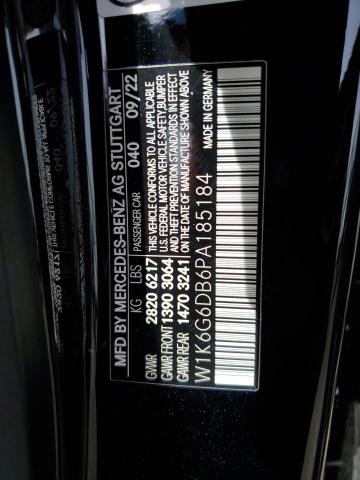 MFD BY MERCEDES-BENZ AG STUTTGART
PASSENGER CAR 040 09/22
KG LBS
GVWR 2820 6217
GAWR FRONT 1390 3064
GAWR REAR 1470 3241
THIS VEHICLE CONFORMS TO ALL APPLICABLE
U.S. FEDERAL MOTOR VEHICLE SAFETY,BUMPER
AND THEFT PREVENTION STANDARDS IN EFFECT
ON THE DATE OF MANUFACTURE SHOWN ABOVE
W1K6G6DB6PA185184
MADE IN GERMANY